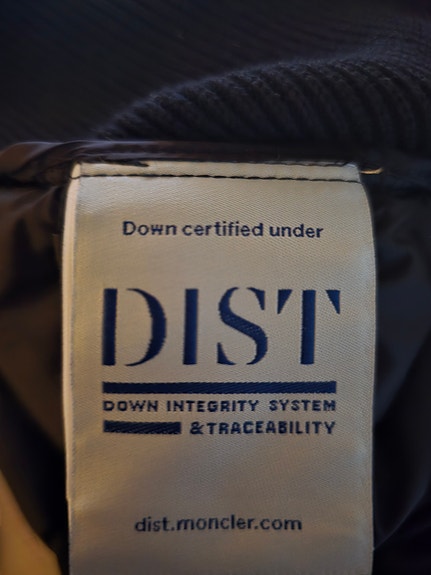 Down certified under
DIST
DOWN INTEGRITY SYSTEM
&TRACEABILITY
dist.moncler.com